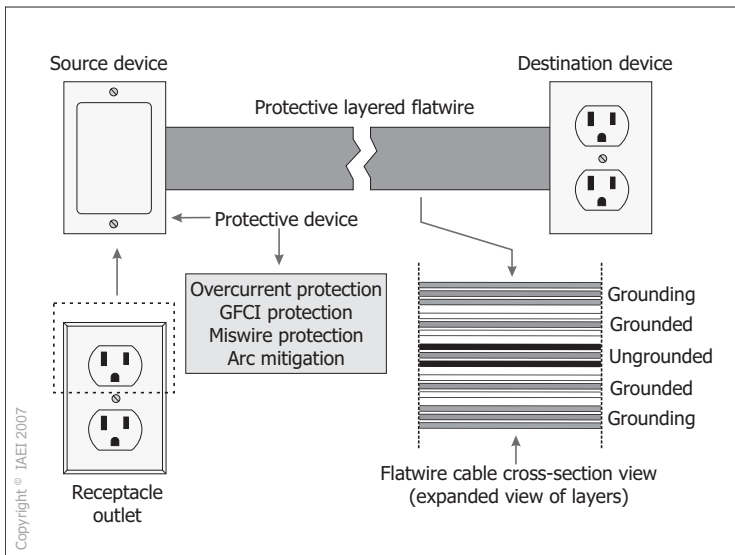 Source device
Destination device
Protective layered flatwire
Protective device
Overcurrent protection
GFCI protection
Miswire protection
Arc mitigation
Grounding
Grounded
Ungrounded
Grounded
Grounding
Flatwire cable cross-section view
(expanded view of layers)
Receptacle
outlet
Copyright © IAEI 2007